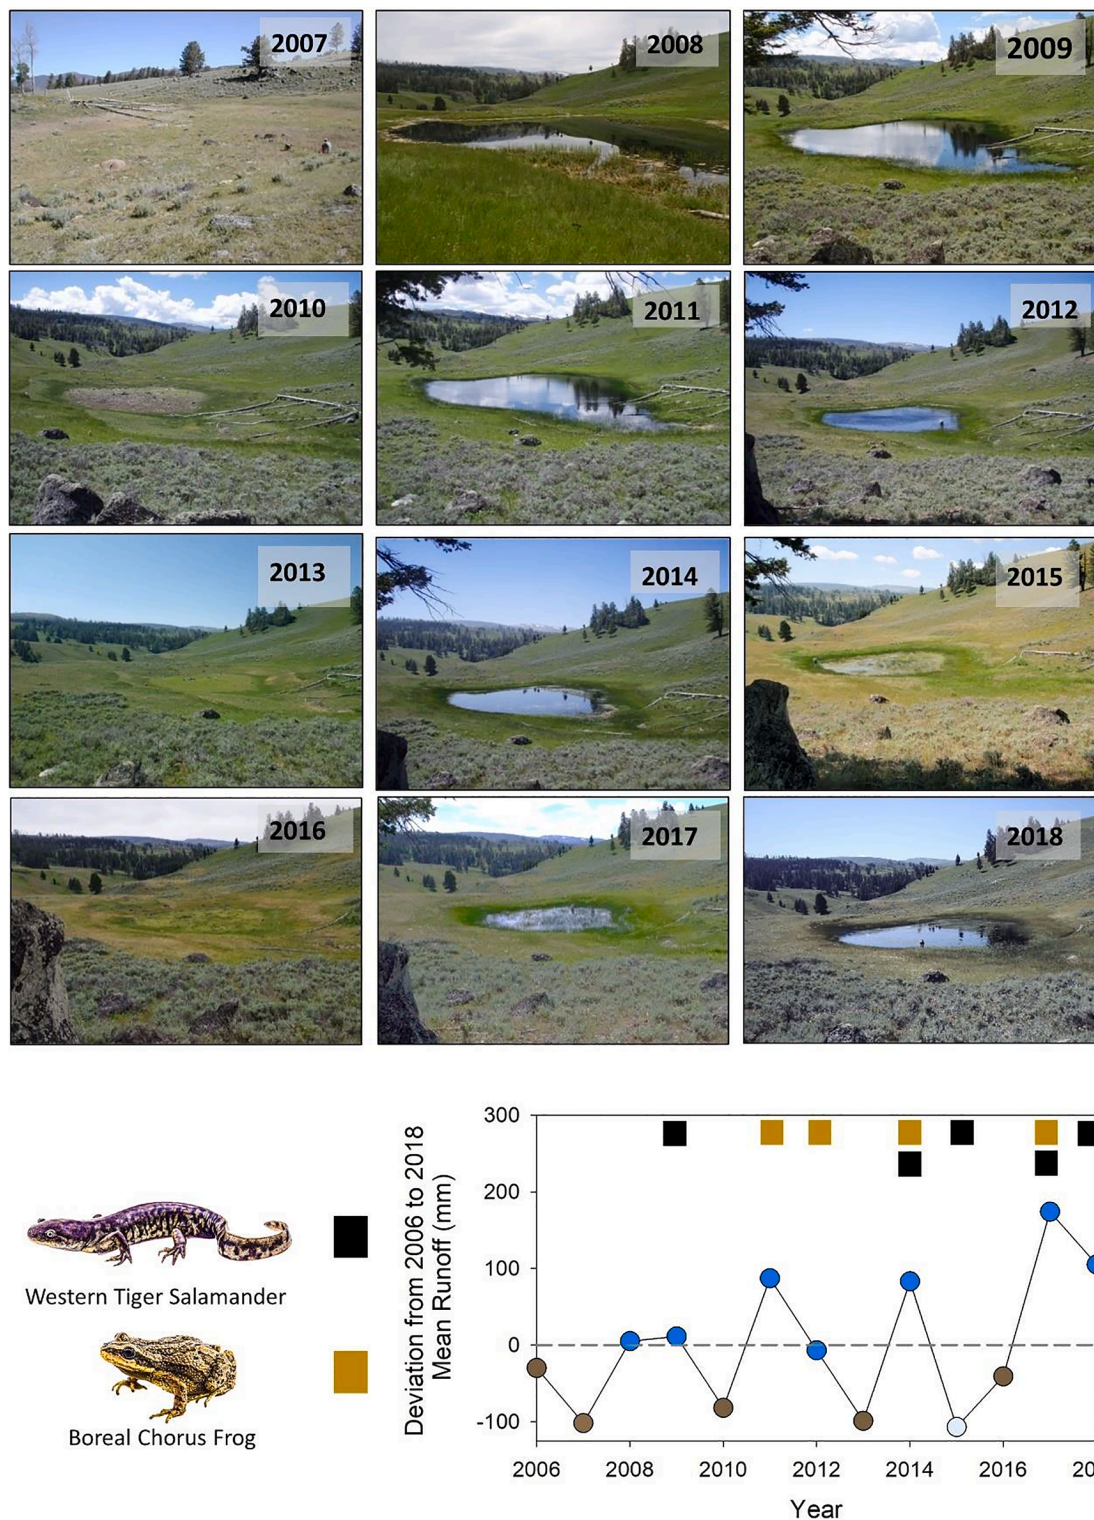 2007
2008
2009
2010
2011
2012
2013
2014
2015
2016
2017
2018
Western Tiger Salamander
Boreal Chorus Frog
Deviation from 2006 to 2018
Mean Runoff (mm)
300
200
100
0
-100
2006 2008 2010 2012 2014 2016 20
Year